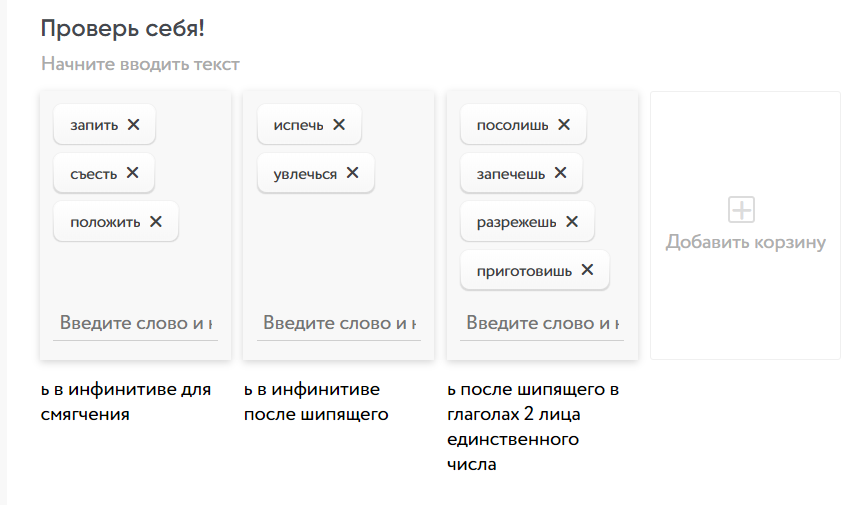 Проверь себя!
Начните вводить текст
запить
съесть
положить
Введите слово и н
ь в инфинитиве для
смягчения
испечь
увлечься
Введите слово и н
ь в инфинитиве
после шипящего
посолишь
запечешь
разрежешь
приготовишь
Введите слово и н
ь после шипящего в
глаголах 2 лица
единственного
числа
Добавить корзину